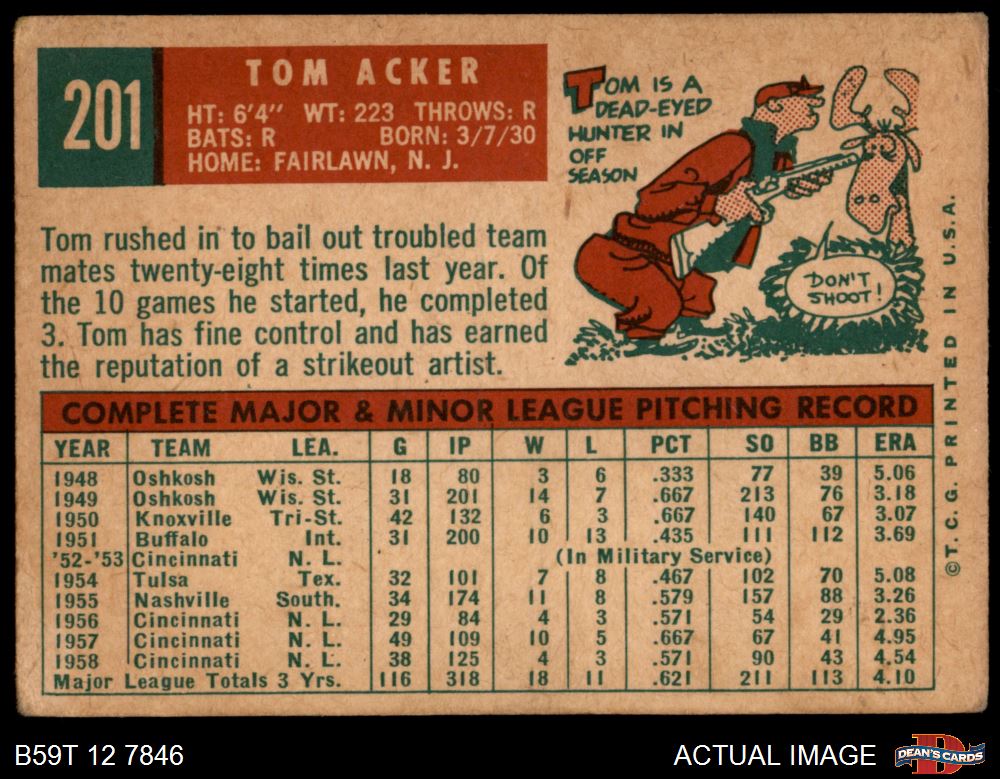 201
TOM ACKER
HT: 6'4" WT: 223 THROWS: R
BATS: R BORN: 3/7/30
HOME: FAIRLAWN, N. J.
TOM IS A
DEAD-EYED
HUNTER IN
OFF
SEASON
DON'T
SHOOT!
Tom rushed in to bail out troubled team
mates twenty-eight times last year. Of
the 10 games he started, he completed
3. Tom has fine control and has earned
the reputation of a strikeout artist.
COMPLETE MAJOR & MINOR LEAGUE PITCHING RECORD
YEAR TEAM LEA. G IP W L PCT SO BB ERA
1948 Oshkosh Wis. St. 18 80 3 6 .333 77 39 5.06
1949 Oshkosh Wis. St. 31 201 14 7 .667 213 76 3.18
1950 Knoxville Tri-St. 42 132 6 3 .667 140 67 3.07
1951 Buffalo Int. 31 200 10 13 .435 111 112 3.69
'52-'53 Cincinnati N. L. (In Military Service)
1954 Tulsa Tex. 32 101 7 8 .467 102 70 5.08
1955 Nashville South. 34 174 11 8 .579 157 88 3.26
1956 Cincinnati N. L. 29 84 4 3 .571 54 29 2.36
1957 Cincinnati N. L. 49 109 10 5 .667 67 41 4.95
1958 Cincinnati N. L. 38 125 4 3 .571 90 43 4.54
Major League Totals 3 Yrs. 116 318 18 11 .621 211 113 4.10
©T.C.G. PRINTED IN U.S.A.
B59T 12 7846
ACTUAL IMAGE
DEAN'S CARDS